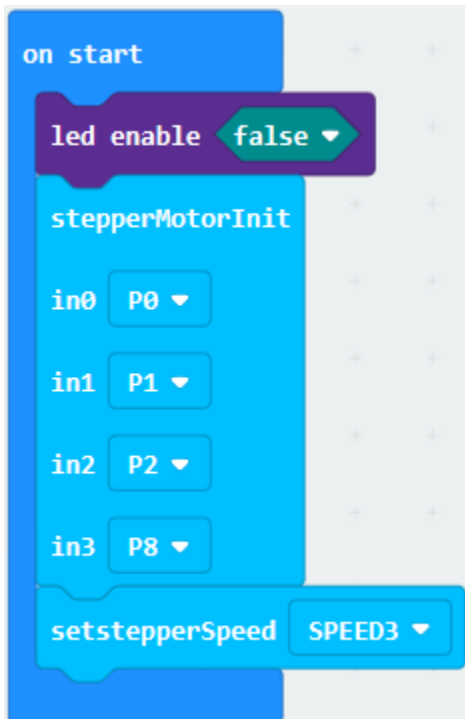 on start
led enable false
stepperMotorInit
in0 P0
in1 P1
in2 P2
in3 P8
setstepperSpeed SPEED3